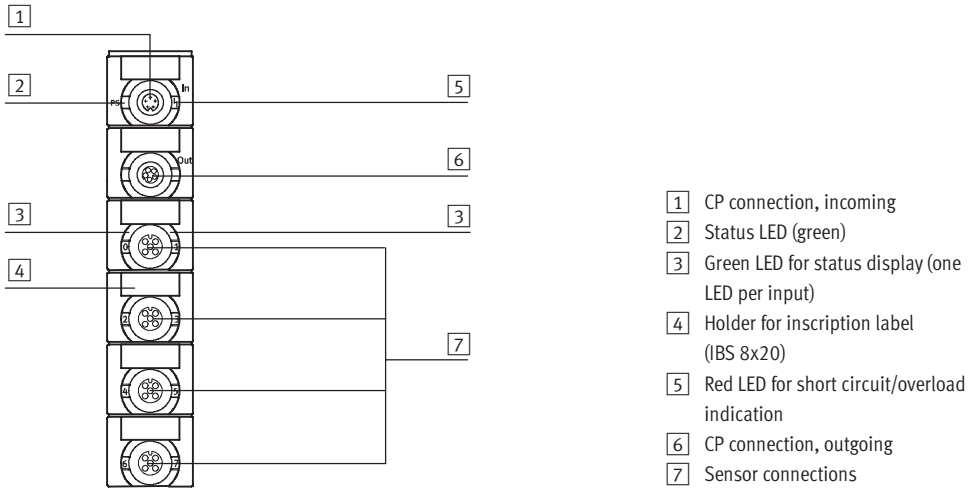 1
2
In
PS
5
Out
6
3
3
0
1
4
2
3
7
4
5
6
7
1 CP connection, incoming
2 Status LED (green)
3 Green LED for status display (one
LED per input)
4 Holder for inscription label
(IBS 8x20)
5 Red LED for short circuit/overload
indication
6 CP connection, outgoing
7 Sensor connections